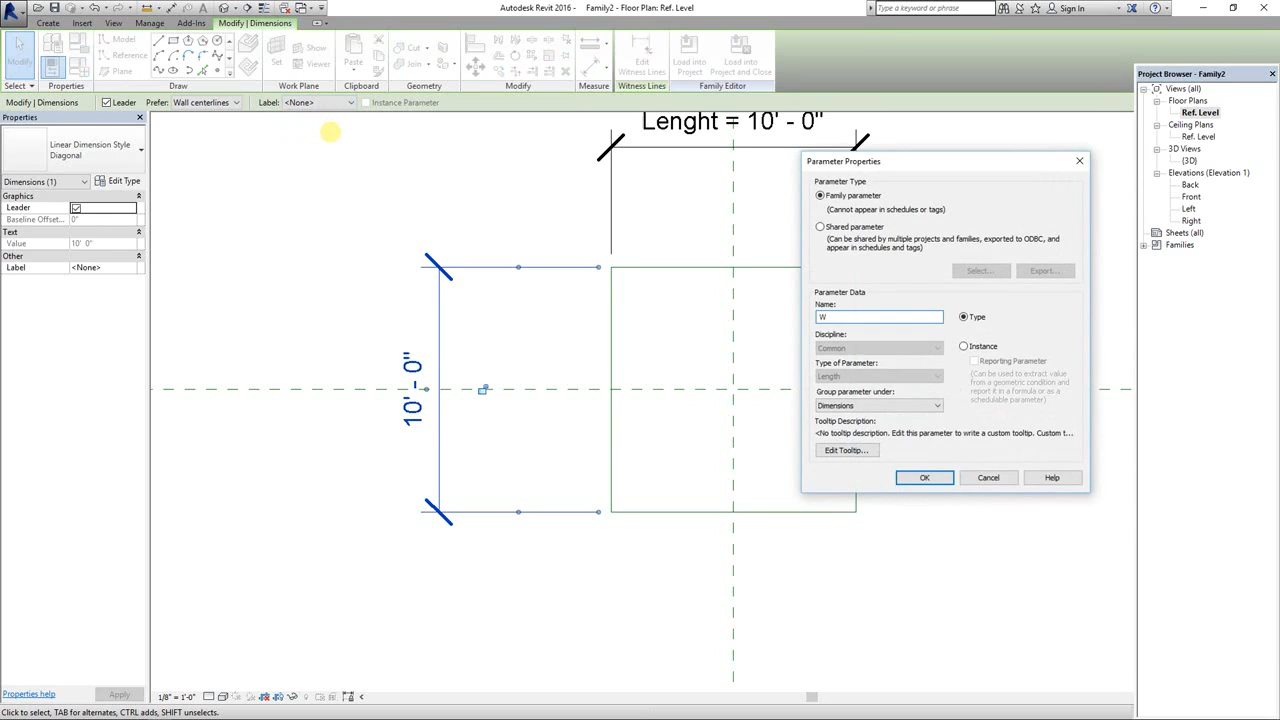 Autodesk Revit 2016 - Family2 - Floor Plan: Ref. Level
Type a keyword or phrase
Sign In
Create Insert View Manage Add-Ins Modify | Dimensions
Modify
Model
Reference
Plane
Set
Show
Viewer
Paste
Cut
Join
Edit
Witness Lines
Load into
Project
Load into
Project and Close
Select Properties Draw Work Plane Clipboard Geometry Modify Measure Witness Lines Family Editor
Modify | Dimensions Leader Prefer: Wall centerlines Label: <None> Instance Parameter
Properties
Linear Dimension Style
Diagonal
Dimensions (1) Edit Type
Graphics
Leader
Baseline Offset... 0"
Text
Value 10' 0"
Other
Label <None>
Properties help Apply
Lenght = 10' - 0"
10' - 0"
Parameter Properties
Parameter Type
Family parameter
(Cannot appear in schedules or tags)
Shared parameter
(Can be shared by multiple projects and families, exported to ODBC, and
appear in schedules and tags)
Select... Export...
Parameter Data
Name:
W
Type
Discipline:
Common
Instance
Type of Parameter:
Length
Reporting Parameter
(Can be used to extract value
from a geometric condition and
report it in a formula or as a
schedulable parameter)
Group parameter under:
Dimensions
Tooltip Description:
<No tooltip description. Edit this parameter to write a custom tooltip. Custom t...
Edit Tooltip...
OK Cancel Help
Project Browser - Family2
Views (all)
Floor Plans
Ref. Level
Ceiling Plans
Ref. Level
3D Views
{3D}
Elevations (Elevation 1)
Back
Front
Left
Right
Sheets (all)
Families
1/8" = 1'-0"
Click to select, TAB for alternates, CTRL adds, SHIFT unselects.